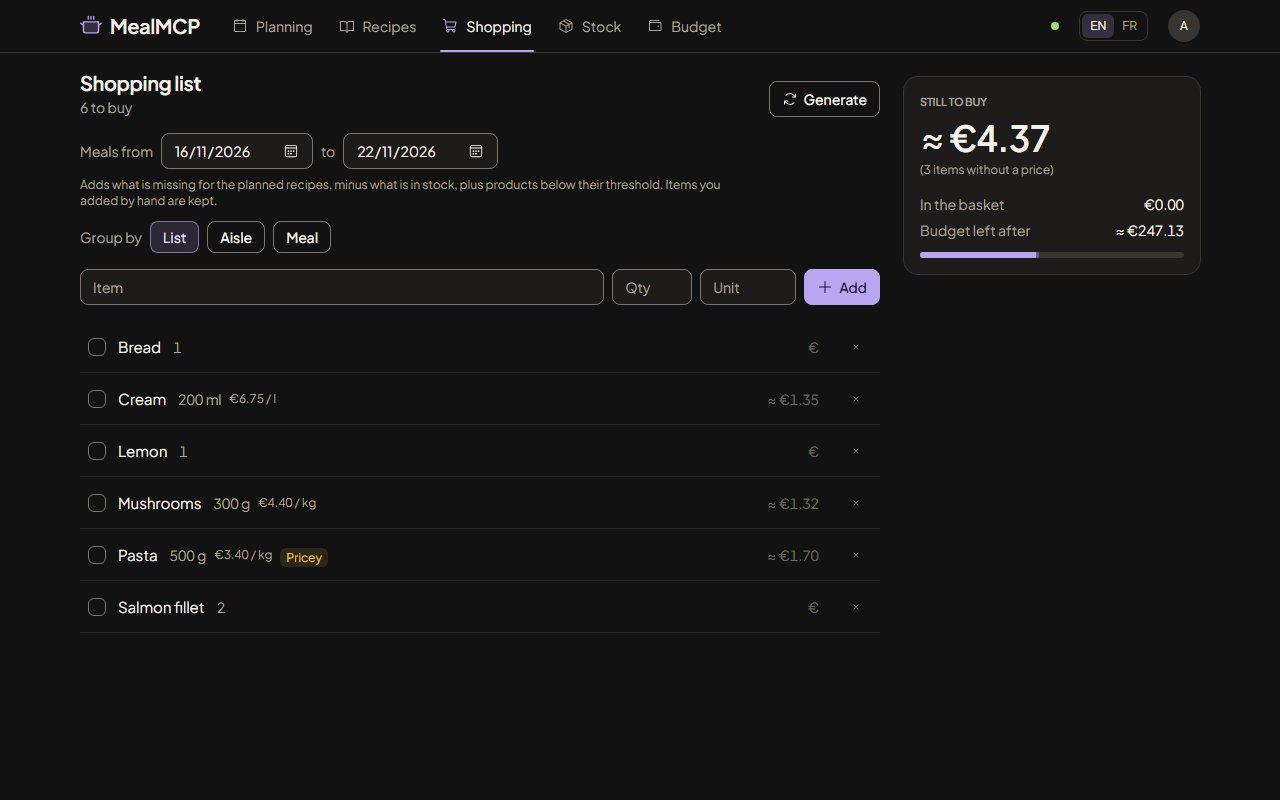 MealMCP Planning Recipes Shopping Stock Budget EN FR A
Shopping list
6 to buy
Generate
Meals from 16/11/2026 to 22/11/2026
Adds what is missing for the planned recipes, minus what is in stock, plus products below their threshold. Items you
added by hand are kept.
Group by List Aisle Meal
Item Qty Unit + Add
Bread 1 € ×
Cream 200 ml €6.75 / l ≈ €1.35 ×
Lemon 1 € ×
Mushrooms 300 g €4.40 / kg ≈ €1.32 ×
Pasta 500 g €3.40 / kg Pricey ≈ €1.70 ×
Salmon fillet 2 € ×
STILL TO BUY
≈ €4.37
(3 items without a price)
In the basket €0.00
Budget left after ≈ €247.13